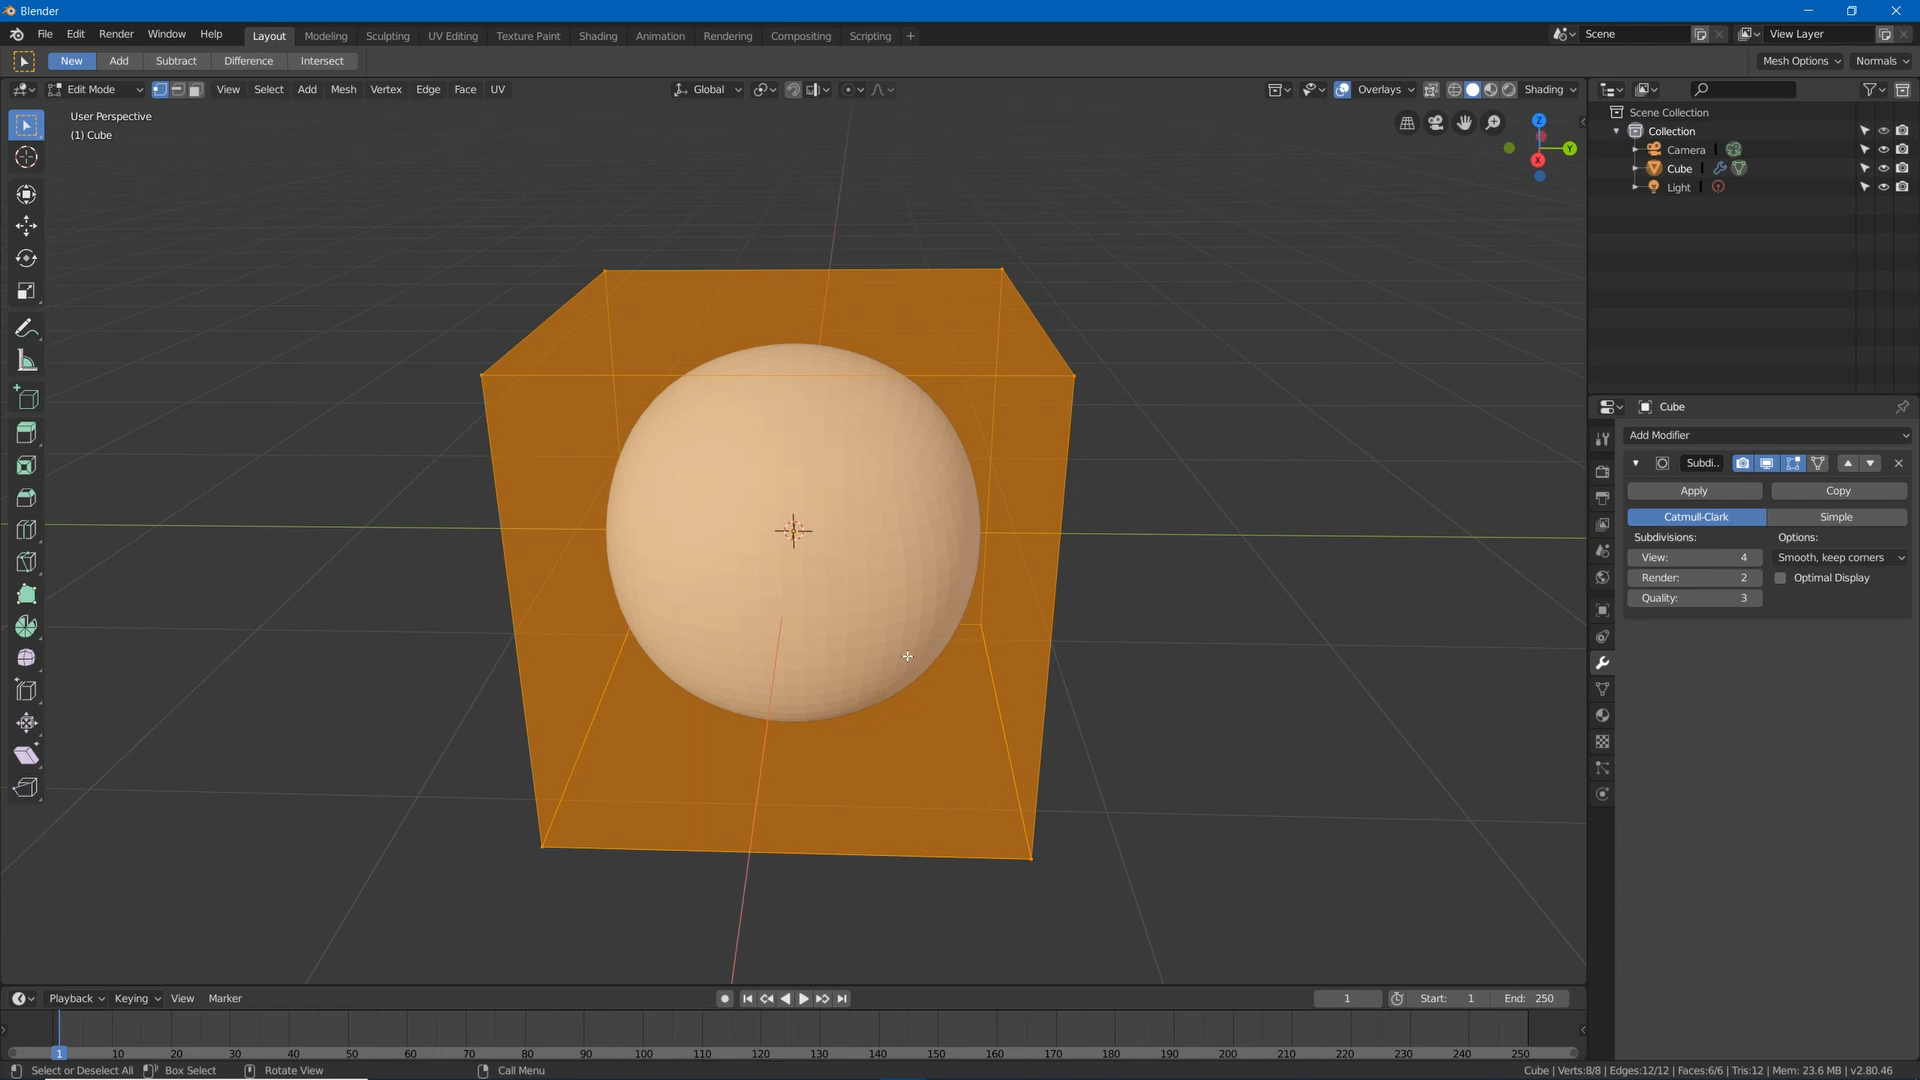 Blender
File Edit Render Window Help Layout Modeling Sculpting UV Editing Texture Paint Shading Animation Rendering Compositing Scripting + Scene View Layer
New Add Subtract Difference Intersect Mesh Options Normals
Edit Mode View Select Add Mesh Vertex Edge Face UV Global Overlays Shading
User Perspective
(1) Cube
Z
Y
X
Scene Collection
Collection
Camera
Cube
Light
Cube
Add Modifier
Subdi..
Apply Copy
Catmull-Clark Simple
Subdivisions: Options:
View: 4 Smooth, keep corners
Render: 2 Optimal Display
Quality: 3
Playback Keying View Marker 1 Start: 1 End: 250
1 10 20 30 40 50 60 70 80 90 100 110 120 130 140 150 160 170 180 190 200 210 220 230 240 250
Select or Deselect All Box Select Rotate View Call Menu Cube | Verts:8/8 | Edges:12/12 | Faces:6/6 | Tris:12 | Mem: 23.6 MB | v2.80.46